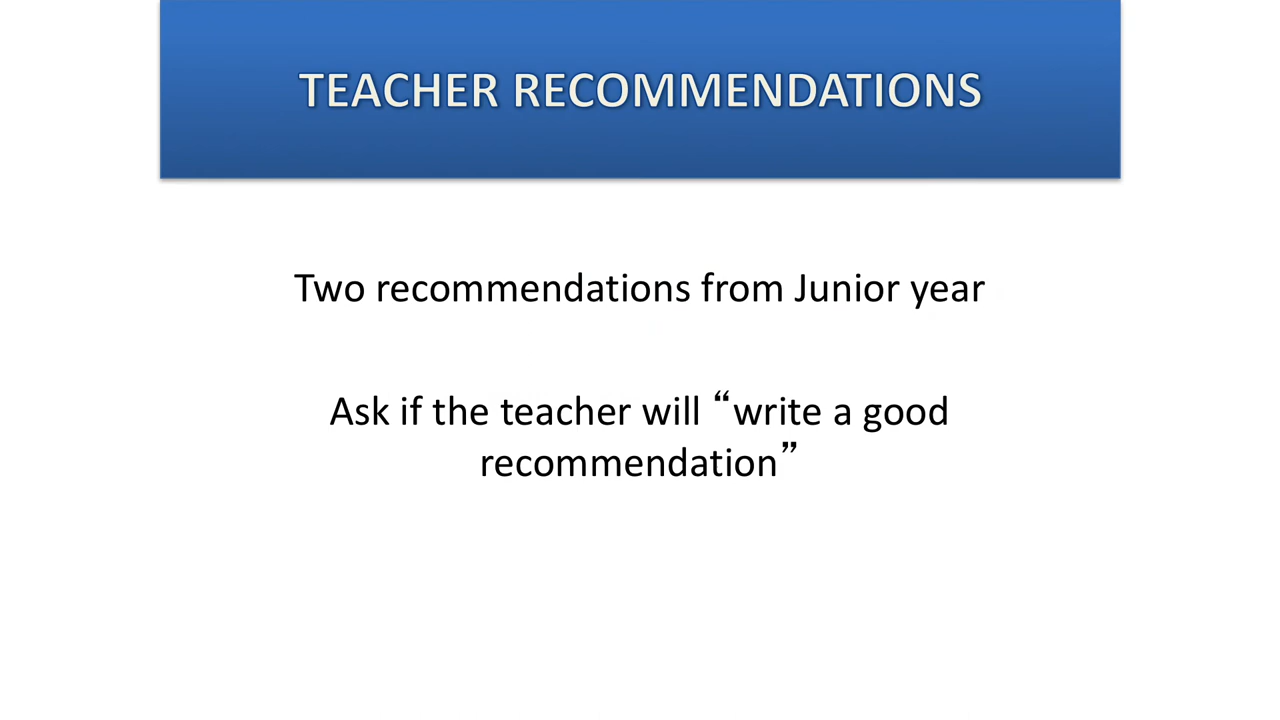 TEACHER RECOMMENDATIONS
Two recommendations from Junior year
Ask if the teacher will “write a good
recommendation”